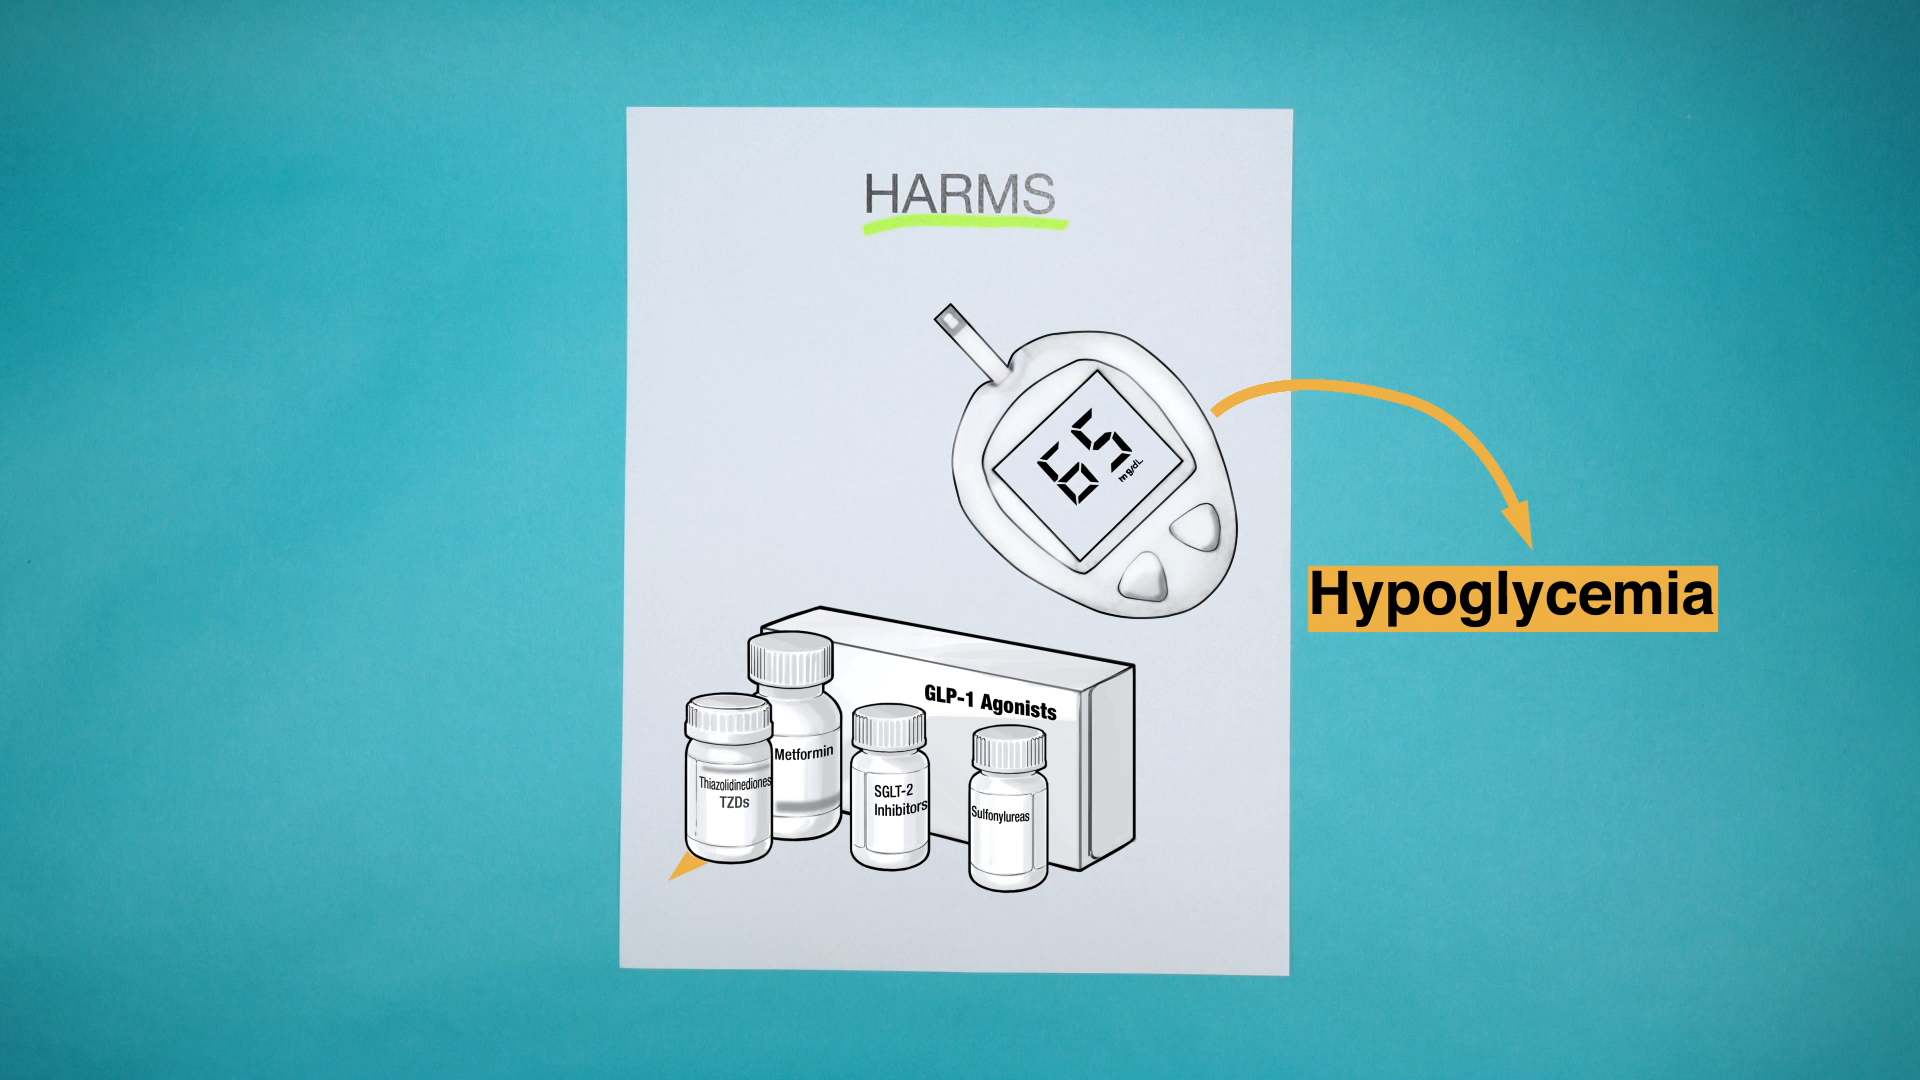 HARMS
65
mg/dL
Hypoglycemia
GLP-1 Agonists
Metformin
Thiazolidinediones
TZDs
SGLT-2
Inhibitors
Sulfonylureas